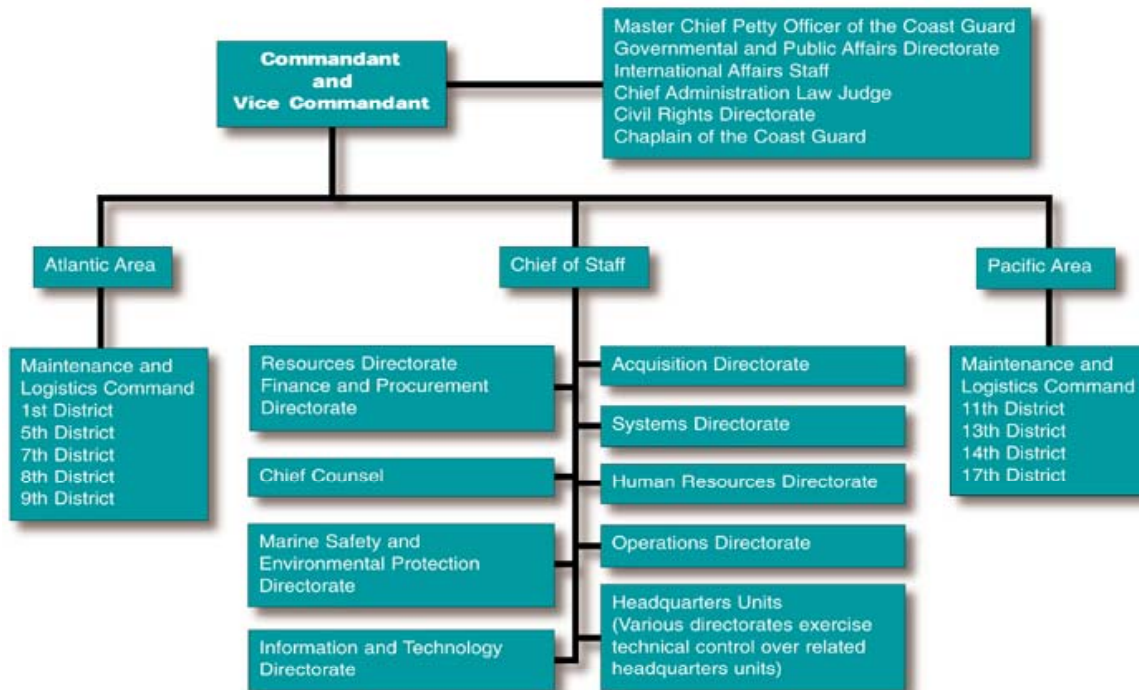 Commandant
and
Vice Commandant
Master Chief Petty Officer of the Coast Guard
Governmental and Public Affairs Directorate
International Affairs Staff
Chief Administration Law Judge
Civil Rights Directorate
Chaplain of the Coast Guard
Atlantic Area
Chief of Staff
Pacific Area
Maintenance and
Logistics Command
1st District
5th District
7th District
8th District
9th District
Resources Directorate
Finance and Procurement
Directorate
Chief Counsel
Marine Safety and
Environmental Protection
Directorate
Information and Technology
Directorate
Acquisition Directorate
Systems Directorate
Human Resources Directorate
Operations Directorate
Headquarters Units
(Various directorates exercise
technical control over related
headquarters units)
Maintenance and
Logistics Command
11th District
13th District
14th District
17th District